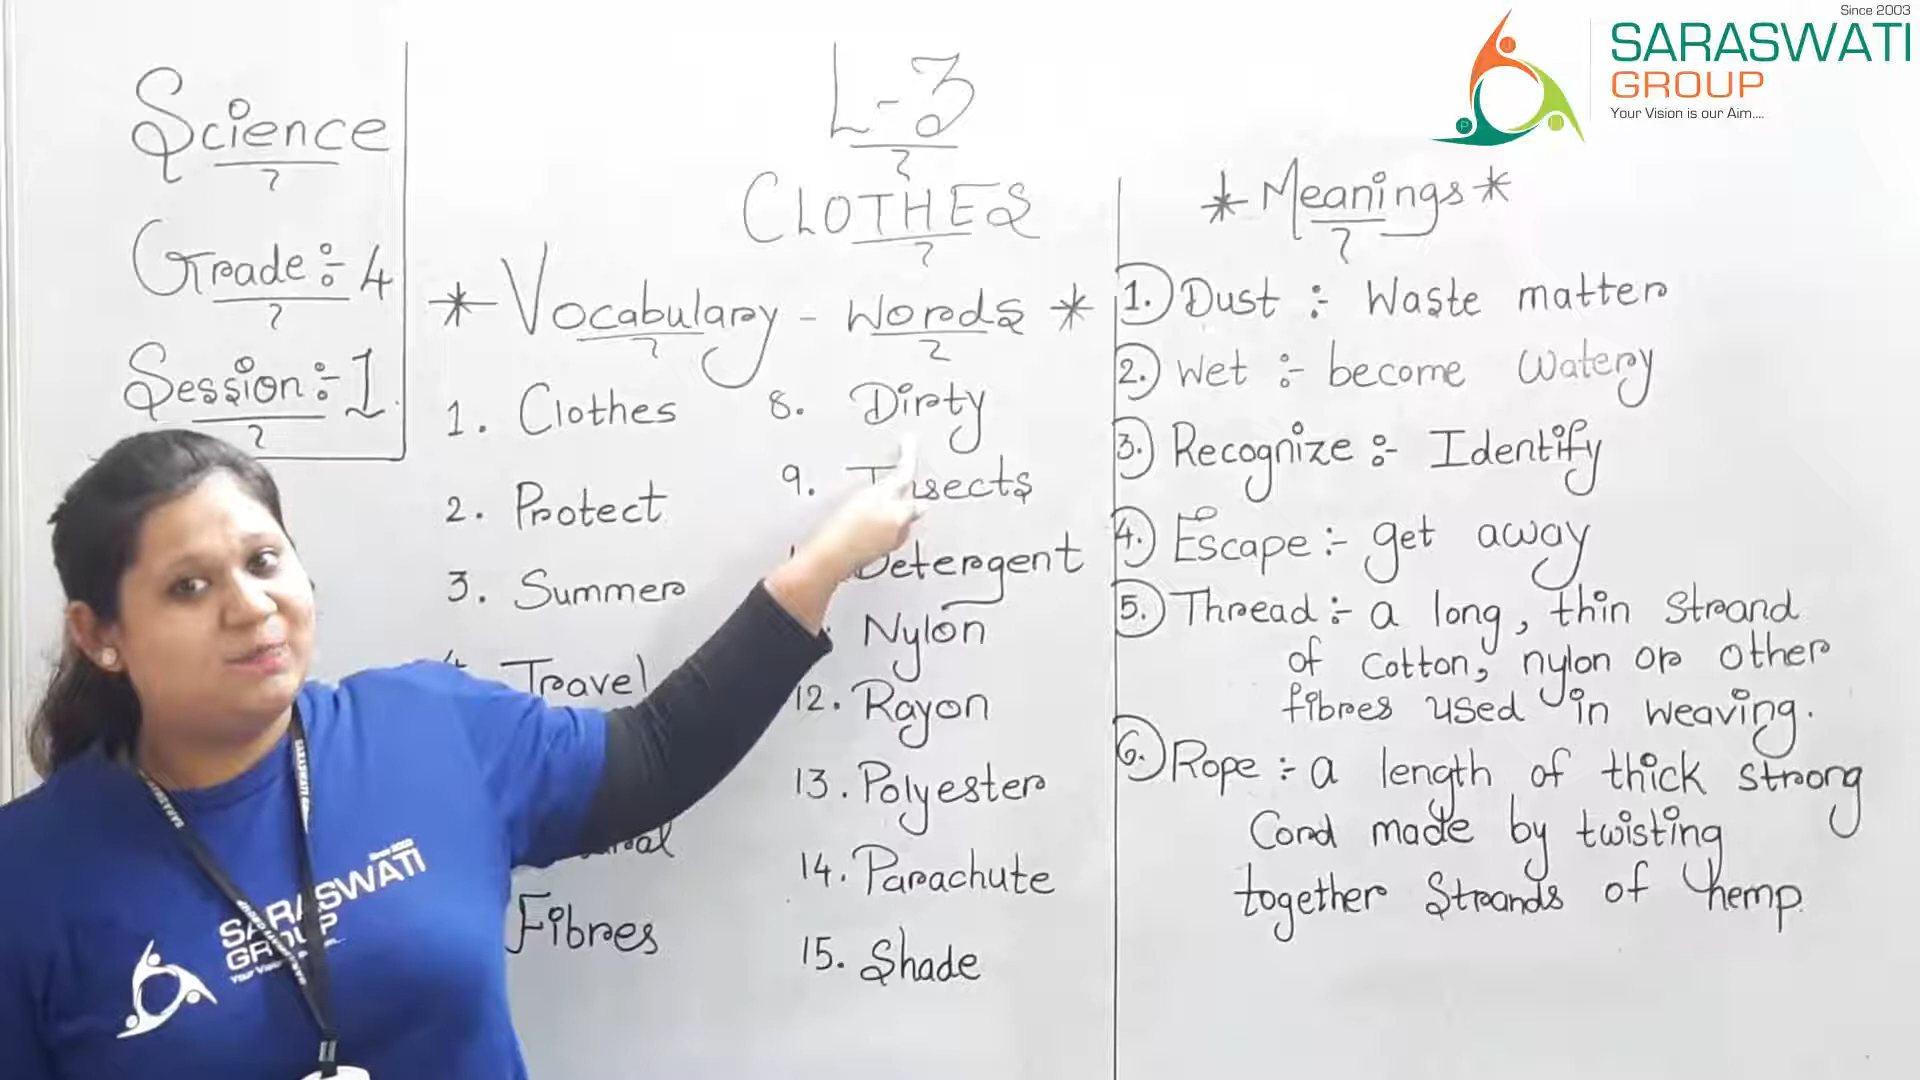 Since 2003
SARASWATI
GROUP
Your Vision is our Aim....
Science
Grade :- 4
Session :- 1.
L-3
CLOTHES
* Vocabulary - Words *
1. Clothes
2. Protect
3. Summer
Travel
Fibres
8. Dirty
9.
Detergent
Nylon
12. Rayon
13. Polyester
14. Parachute
15. Shade
* Meanings *
1. Dust :- Waste matter
2. Wet :- become Watery
3. Recognize :- Identify
4. Escape :- get away
5. Thread :- a long, thin strand
of cotton, nylon or other
fibres used in weaving.
6. Rope :- a length of thick strong
Cord made by twisting
together Strands of hemp.
Since 2003
SARASWATI
GROUP